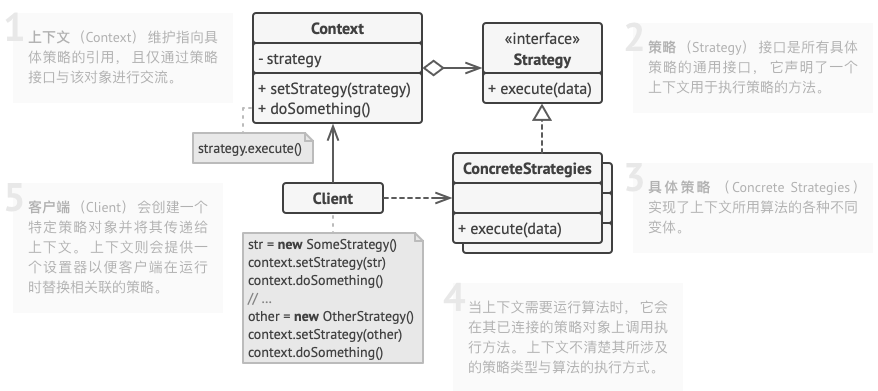 1
上下文 （Context） 维护指向具
体策略的引用， 且仅通过策略
接口与该对象进行交流。
Context
- strategy
+ setStrategy(strategy)
+ doSomething()
strategy.execute()
«interface»
Strategy
+ execute(data)
2
策略 （Strategy） 接口是所有具体
策略的通用接口， 它声明了一个
上下文用于执行策略的方法。
ConcreteStrategies
+ execute(data)
3
具体策略 （Concrete Strategies）
实现了上下文所用算法的各种不同
变体。
Client
5
客户端 （Client） 会创建一个
特定策略对象并将其传递给
上下文。 上下文则会提供一
个设置器以便客户端在运行
时替换相关联的策略。
str = new SomeStrategy()
context.setStrategy(str)
context.doSomething()
// ...
other = new OtherStrategy()
context.setStrategy(other)
context.doSomething()
4
当上下文需要运行算法时， 它会
在其已连接的策略对象上调用执
行方法。 上下文不清楚其所涉及
的策略类型与算法的执行方式。